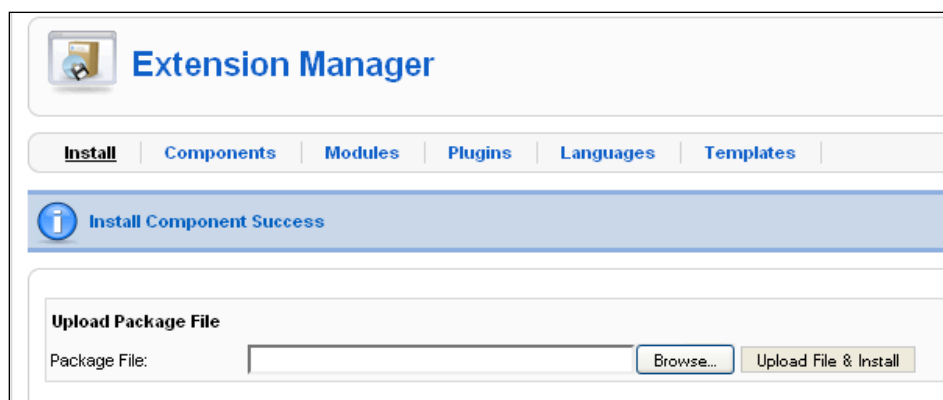 Extension Manager
Install Components Modules Plugins Languages Templates
Install Component Success
Upload Package File
Package File: Browse... Upload File & Install